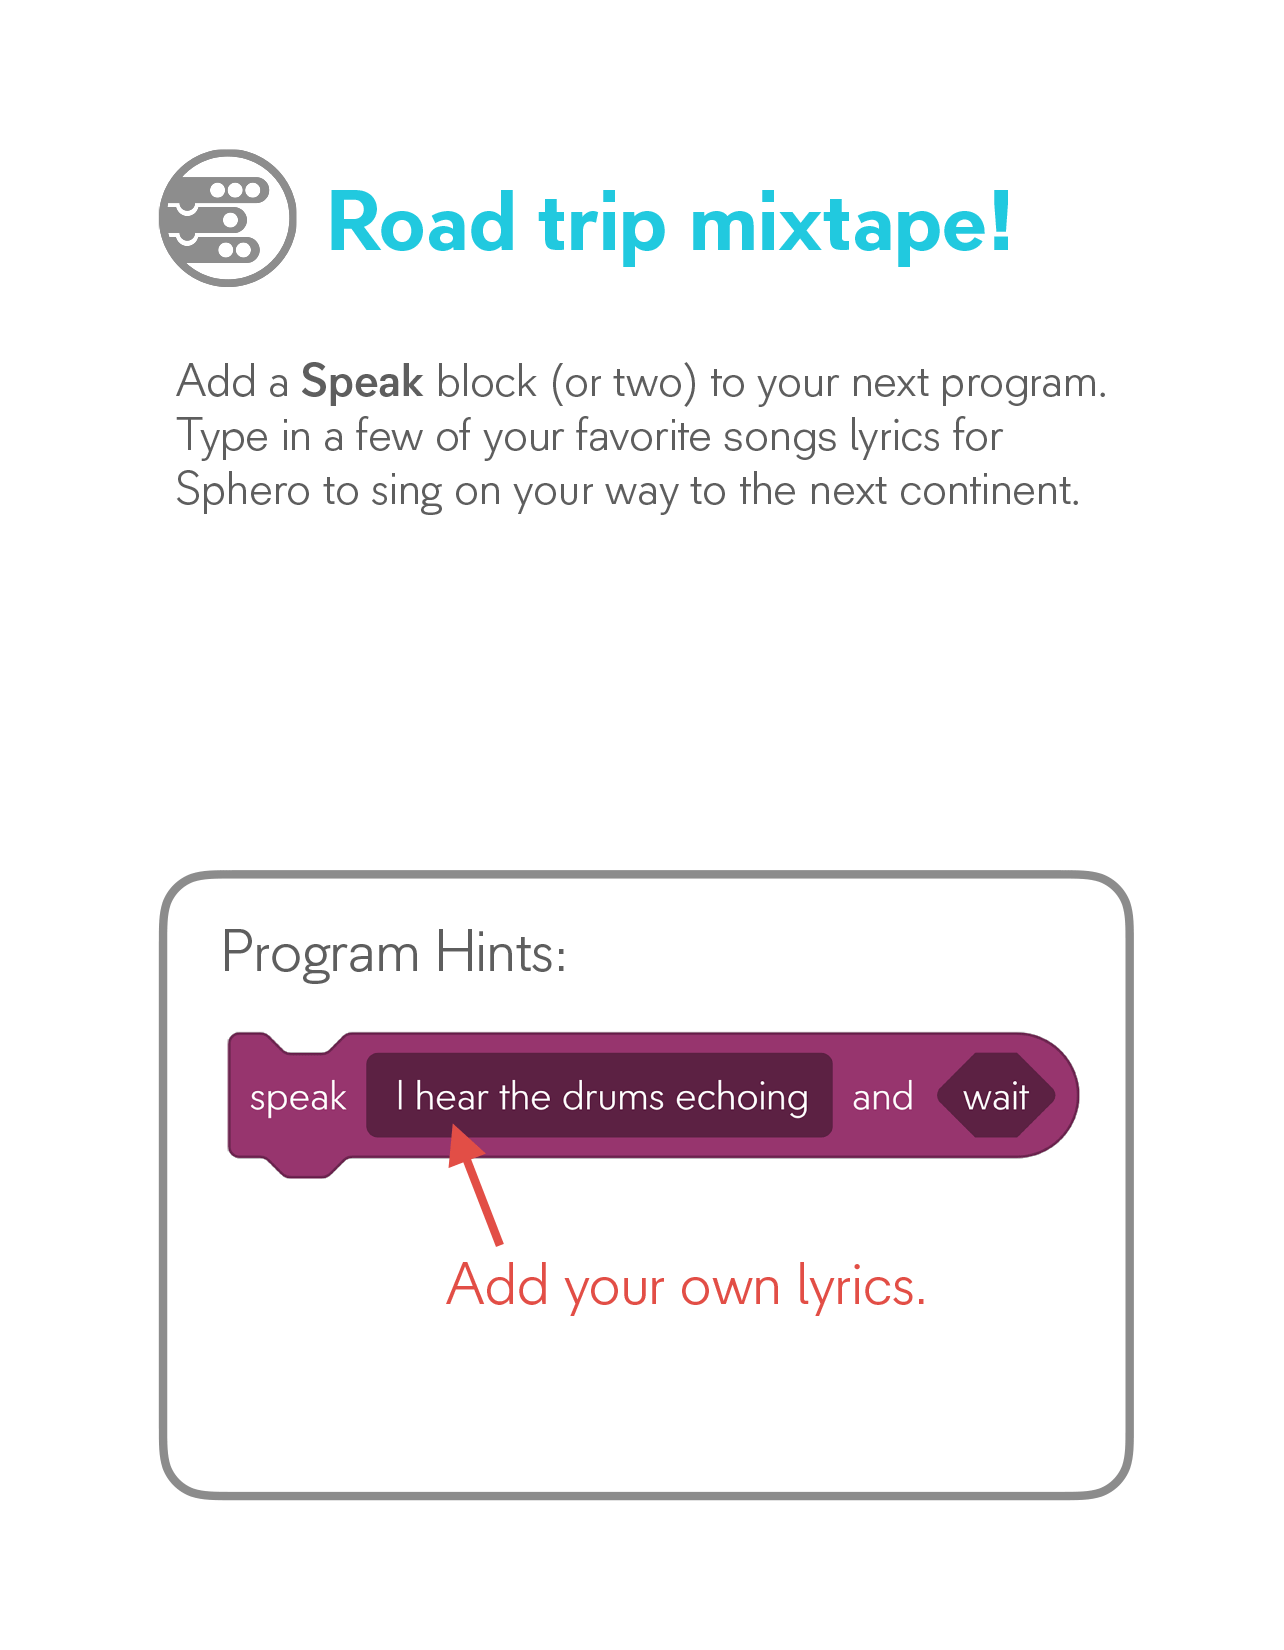 Road trip mixtape!
Add a Speak block (or two) to your next program.
Type in a few of your favorite songs lyrics for
Sphero to sing on your way to the next continent.
Program Hints:
speak I hear the drums echoing and wait
Add your own lyrics.